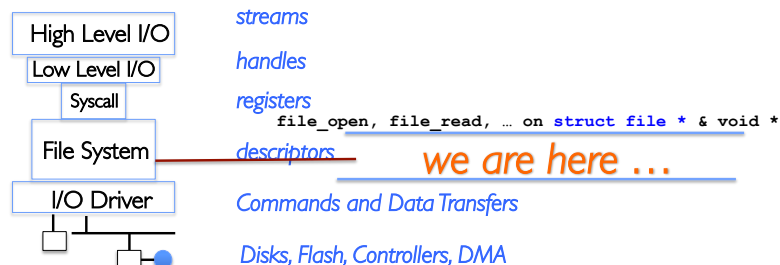 High Level I/O
streams
Low Level I/O
handles
Syscall
registers
file_open, file_read, … on struct file * & void *
File System
descriptors
we are here …
I/O Driver
Commands and Data Transfers
Disks, Flash, Controllers, DMA